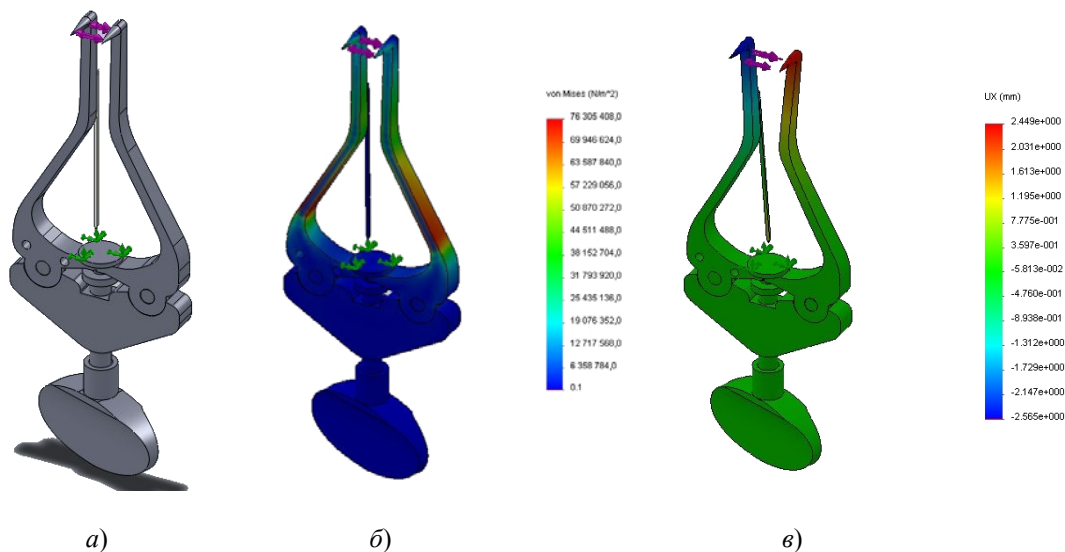 von Mises (N/m^2)
76 305 408,0
69 946 624,0
63 587 840,0
57 229 056,0
50 870 272,0
44 511 488,0
38 152 704,0
31 793 920,0
25 435 136,0
19 076 352,0
12 717 568,0
6 358 784,0
0.1
UX (mm)
2.449e+000
2.031e+000
1.613e+000
1.195e+000
7.775e-001
3.597e-001
-5.813e-002
-4.760e-001
-8.938e-001
-1.312e+000
-1.729e+000
-2.147e+000
-2.565e+000
а)
б)
в)